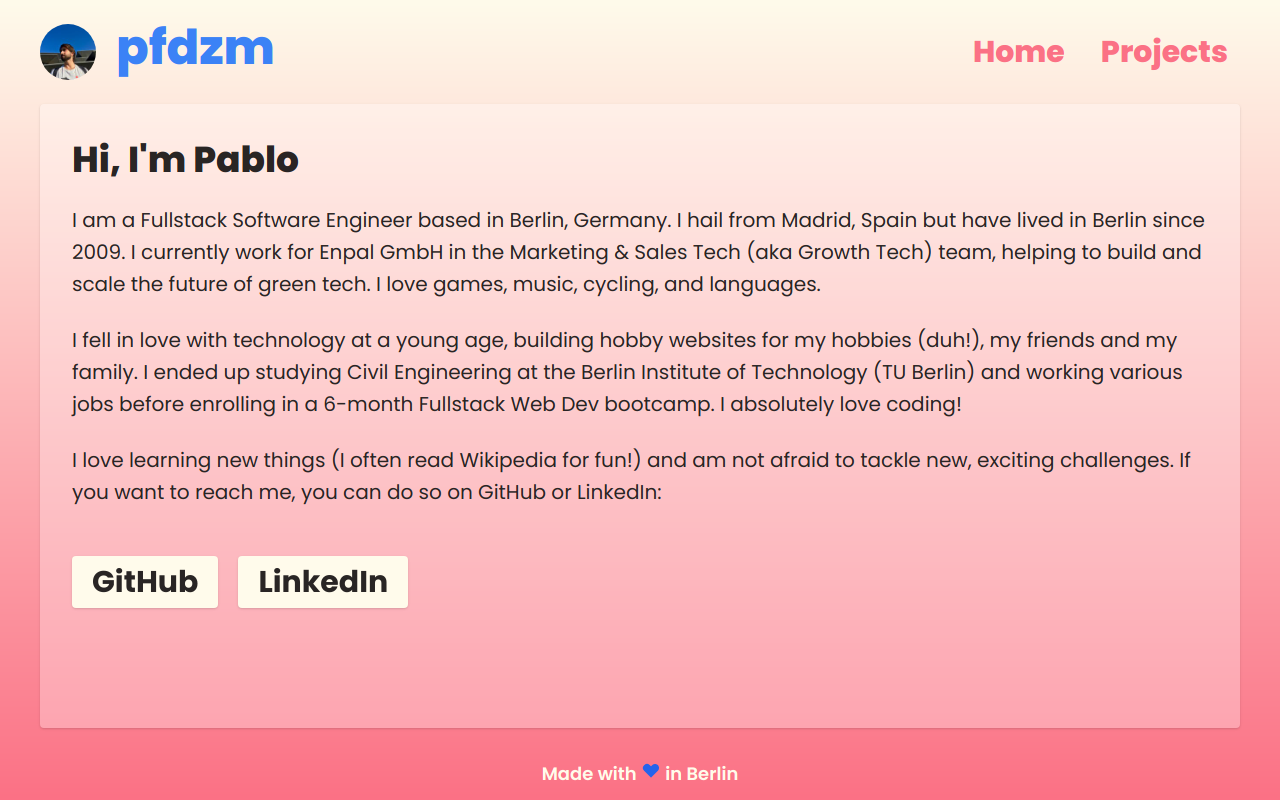 pfdzm
Home Projects
Hi, I'm Pablo
I am a Fullstack Software Engineer based in Berlin, Germany. I hail from Madrid, Spain but have lived in Berlin since
2009. I currently work for Enpal GmbH in the Marketing & Sales Tech (aka Growth Tech) team, helping to build and
scale the future of green tech. I love games, music, cycling, and languages.
I fell in love with technology at a young age, building hobby websites for my hobbies (duh!), my friends and my
family. I ended up studying Civil Engineering at the Berlin Institute of Technology (TU Berlin) and working various
jobs before enrolling in a 6-month Fullstack Web Dev bootcamp. I absolutely love coding!
I love learning new things (I often read Wikipedia for fun!) and am not afraid to tackle new, exciting challenges. If
you want to reach me, you can do so on GitHub or LinkedIn:
GitHub LinkedIn
Made with 💙 in Berlin